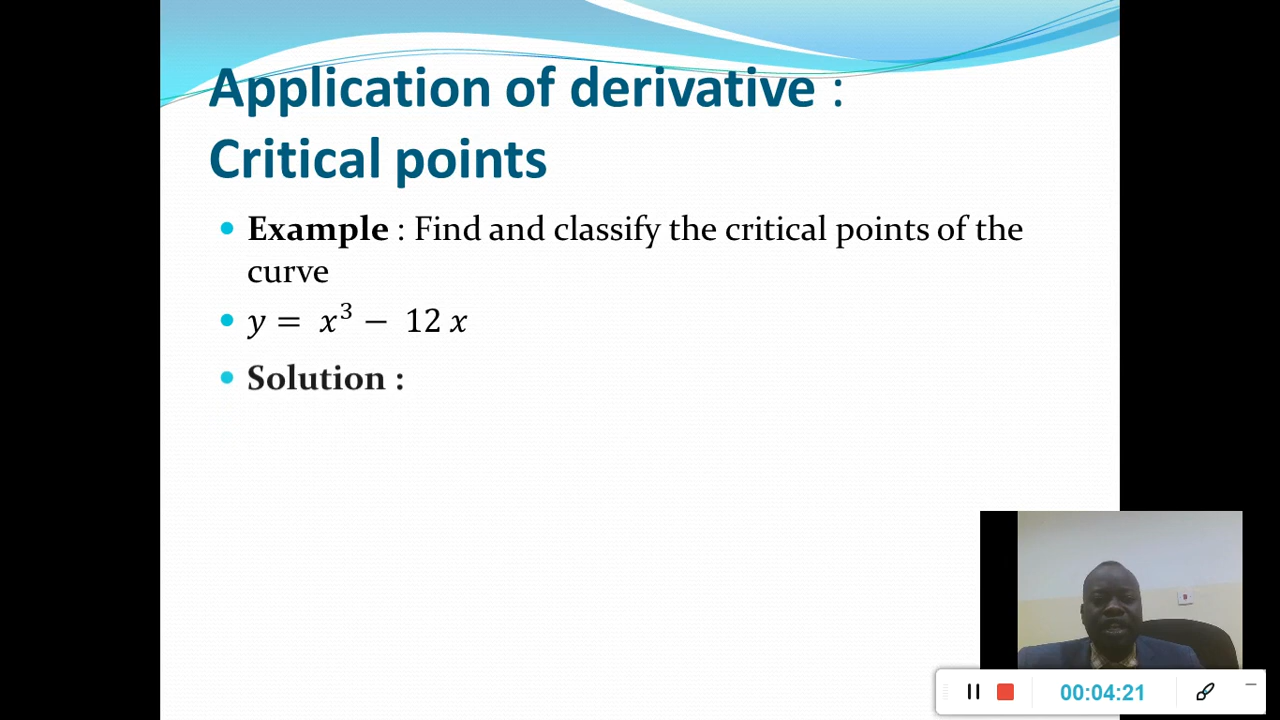 Application of derivative :
Critical points
Example : Find and classify the critical points of the
curve
y = x³ − 12 x
Solution :
00:04:21